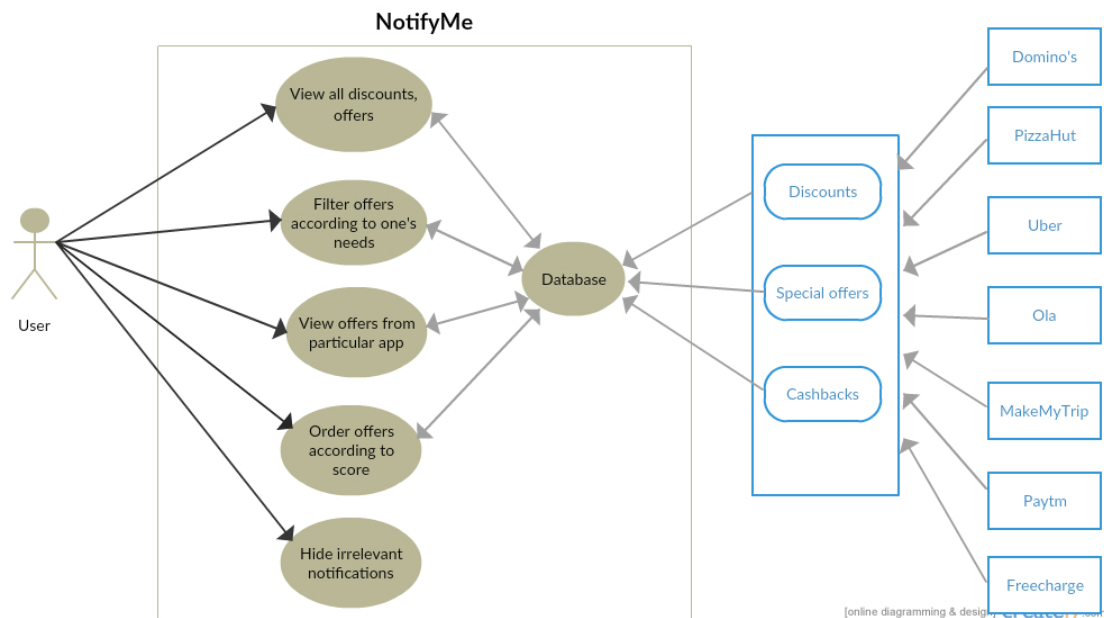 NotifyMe
View all discounts,
offers
Filter offers
according to one's
needs
View offers from
particular app
Order offers
according to
score
Hide irrelevant
notifications
User
Database
Discounts
Special offers
Cashbacks
Domino's
PizzaHut
Uber
Ola
MakeMyTrip
Paytm
Freecharge
[online diagramming & design]